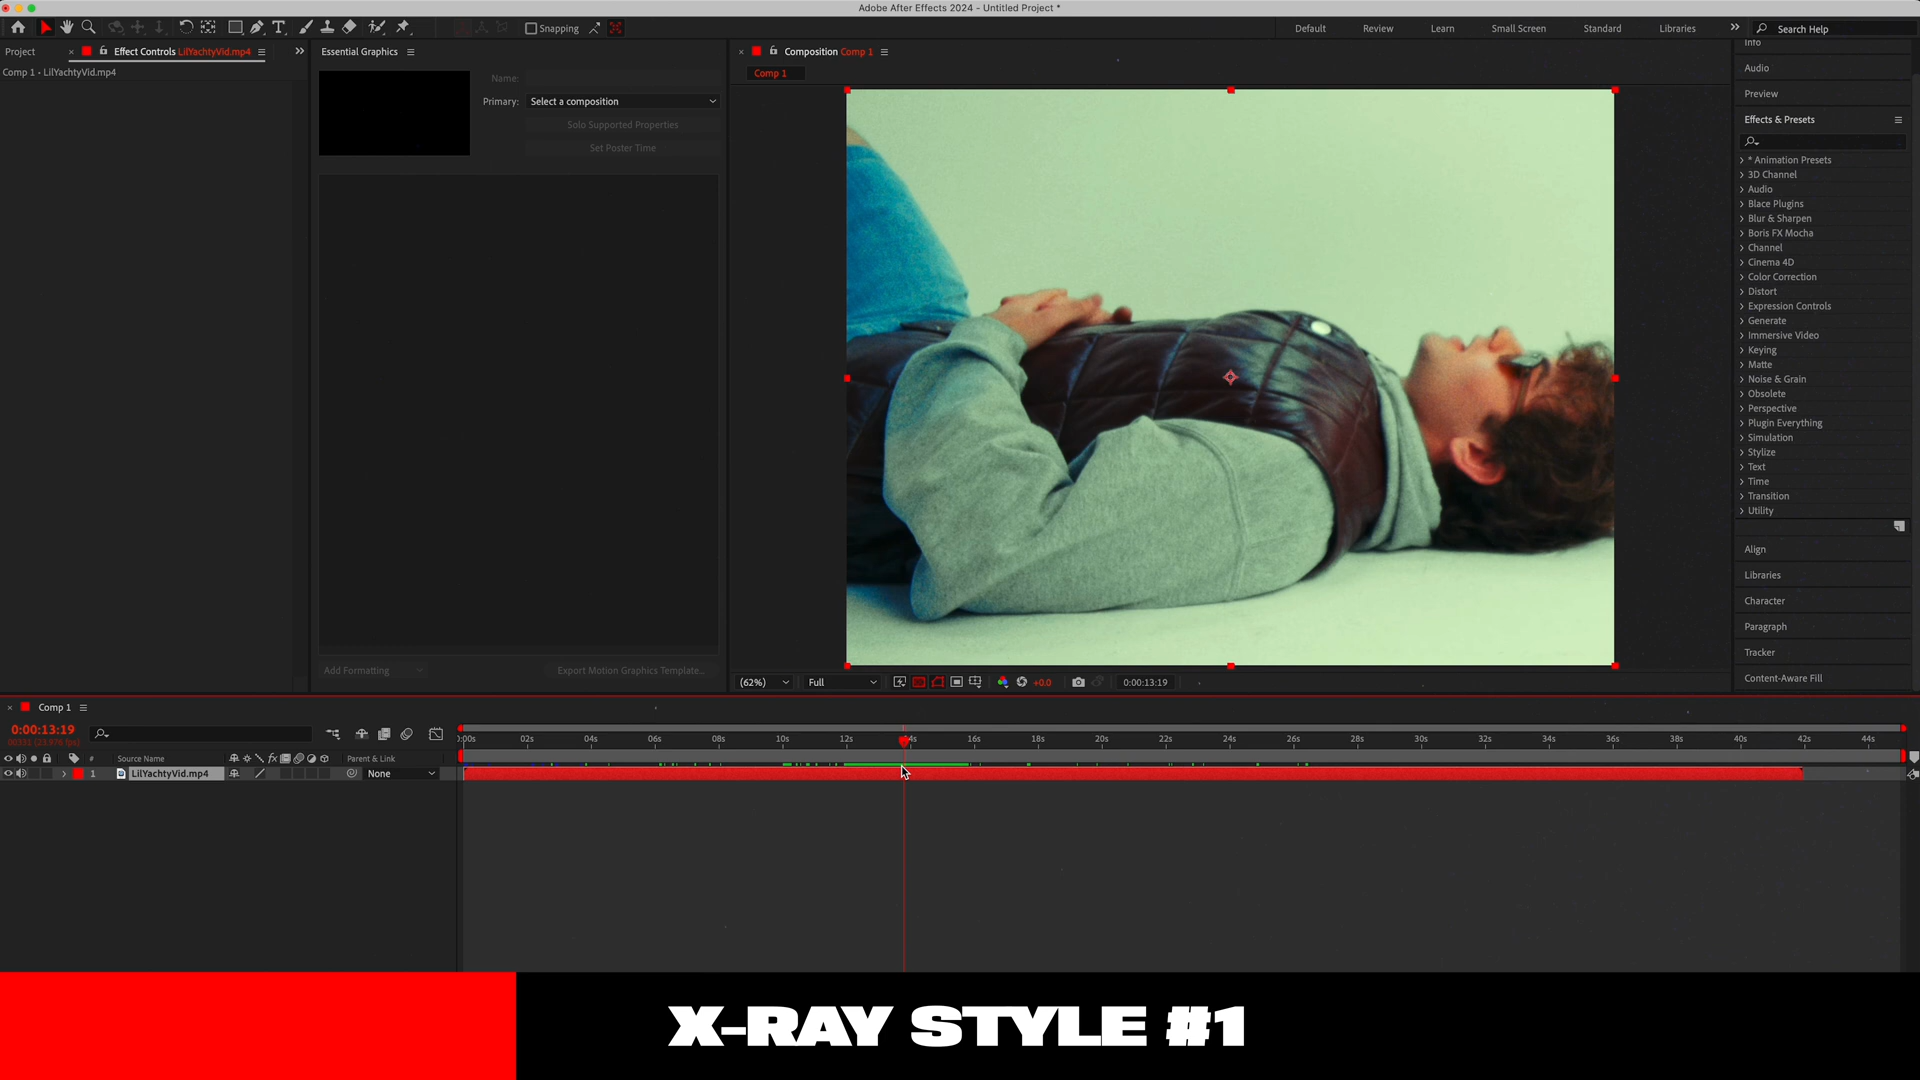 Adobe After Effects 2024 - Untitled Project *
Snapping
Default
Review
Learn
Small Screen
Standard
Libraries
Search Help
Project
Effect Controls LilYachtyVid.mp4
Comp 1 • LilYachtyVid.mp4
Essential Graphics
Name:
Primary:
Select a composition
Solo Supported Properties
Set Poster Time
Add Formatting
Export Motion Graphics Template...
Composition Comp 1
Comp 1
(62%)
Full
+0.0
0:00:13:19
Info
Audio
Preview
Effects & Presets
* Animation Presets
3D Channel
Audio
Blace Plugins
Blur & Sharpen
Boris FX Mocha
Channel
Cinema 4D
Color Correction
Distort
Expression Controls
Generate
Immersive Video
Keying
Matte
Noise & Grain
Obsolete
Perspective
Plugin Everything
Simulation
Stylize
Text
Time
Transition
Utility
Align
Libraries
Character
Paragraph
Tracker
Content-Aware Fill
Comp 1
0:00:13:19
00331 (23.976 fps)
:00s 02s 04s 06s 08s 10s 12s 4s 16s 18s 20s 22s 24s 26s 28s 30s 32s 34s 36s 38s 40s 42s 44s
# Source Name fx Parent & Link
1 LilYachtyVid.mp4 None
X-RAY STYLE #1